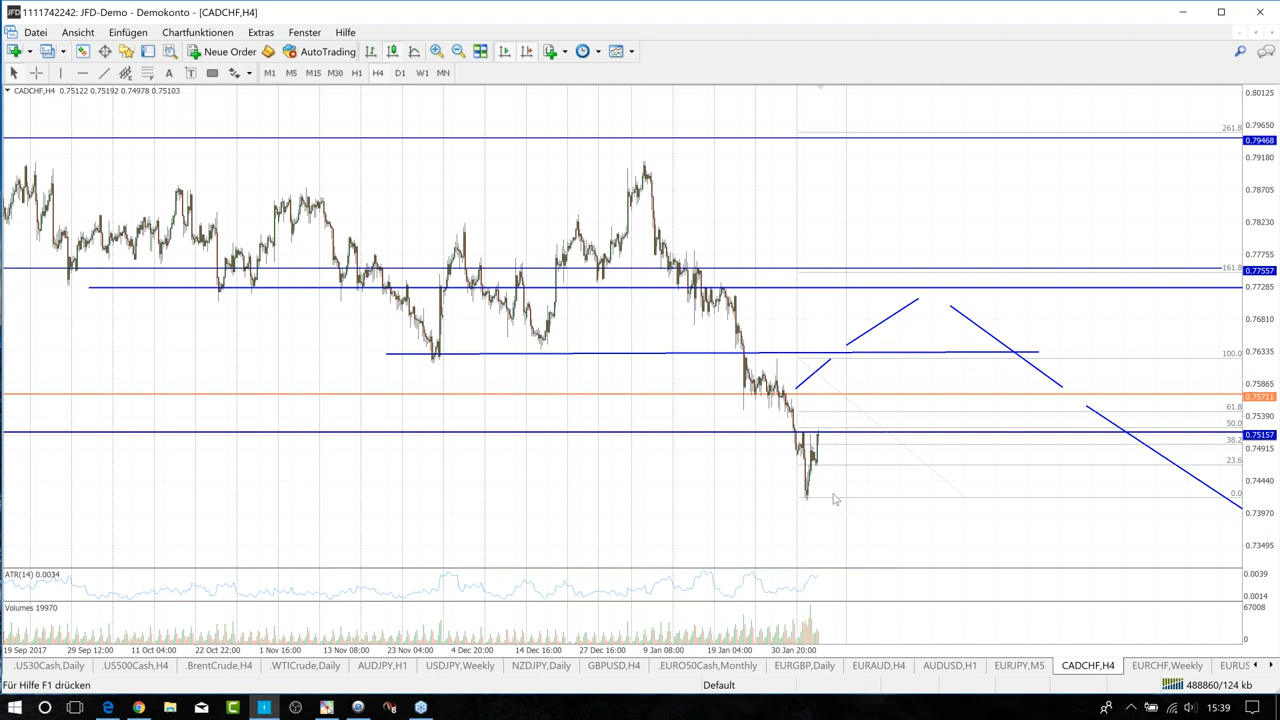 1111742242: JFD-Demo - Demokonto - [CADCHF,H4]
Datei Ansicht Einfügen Chartfunktionen Extras Fenster Hilfe
New Order AutoTrading
A T M1 M5 M15 M30 H1 H4 D1 W1 MN
CADCHF,H4 0.75122 0.75192 0.74978 0.75103
0.80125
261.8 0.79650
0.79468
0.79180
0.78705
0.78230
0.77755
161.8 0.77557
0.77285
0.76810
100.0 0.76335
0.75865
0.75711
61.8 0.75390
50.0 0.75157
38.2 0.74915
23.6
0.74440
0.0
0.73970
0.73495
ATR(14) 0.0034 0.0039
0.0014
Volumes 19970 67008
0
19 Sep 2017 29 Sep 12:00 11 Oct 04:00 22 Oct 22:00 1 Nov 16:00 13 Nov 08:00 23 Nov 04:00 4 Dec 20:00 14 Dec 16:00 27 Dec 16:00 9 Jan 08:00 19 Jan 04:00 30 Jan 20:00
.US30Cash,Daily .US500Cash,H4 .BrentCrude,H4 .WTICrude,Daily AUDJPY,H1 USDJPY,Weekly NZDJPY,Daily GBPUSD,H4 .EURO50Cash,Monthly EURGBP,Daily EURAUD,H4 AUDUSD,H1 EURJPY,M5 CADCHF,H4 EURCHF,Weekly EURUS
Für Hilfe F1 drücken Default 488860/124 kb
15:39